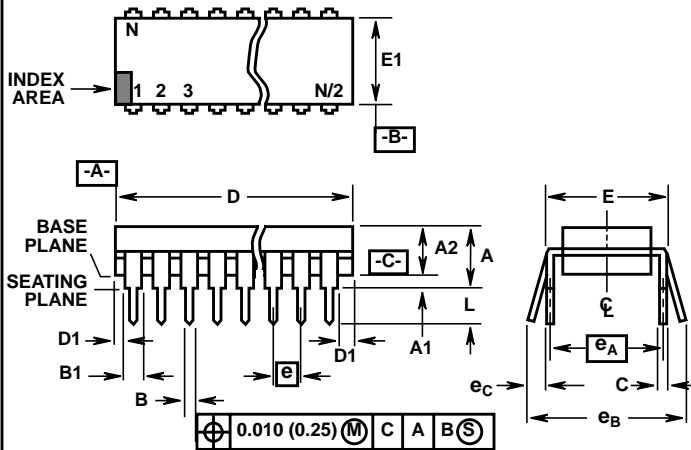 N
INDEX
AREA
1 2 3 N/2
E1
-B-
-A-
D
E
BASE
PLANE
A2
A
-C-
SEATING
PLANE
L
C L
D1
A1
D1
eA
B1
e
eC
C
B
eB
0.010 (0.25) M C A B S